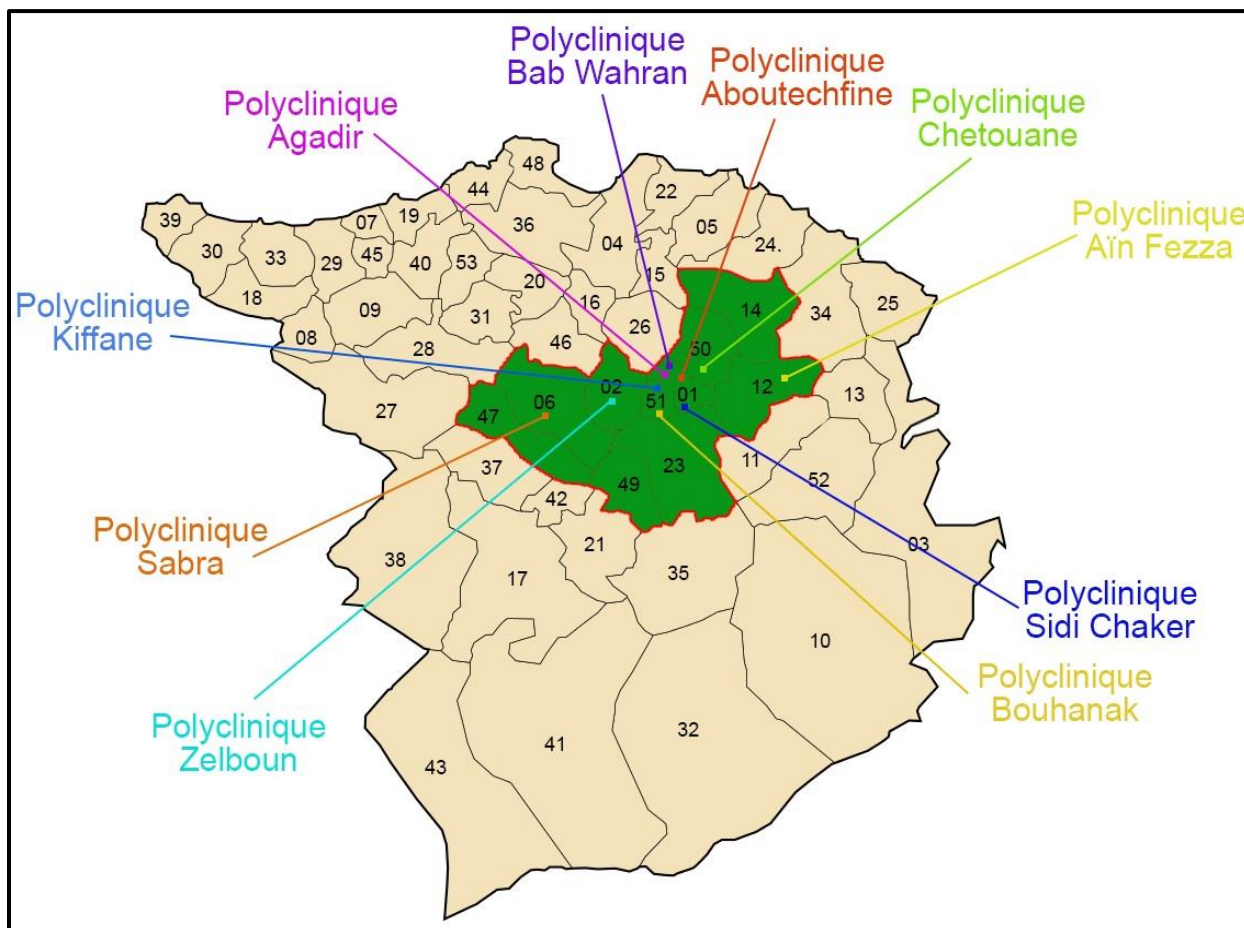 Polyclinique
Bab Wahran
Polyclinique
Aboutechfine
Polyclinique
Agadir
Polyclinique
Chetouane
Polyclinique
Aïn Fezza
Polyclinique
Kiffane
Polyclinique
Sabra
Polyclinique
Sidi Chaker
Polyclinique
Bouhanak
Polyclinique
Zelboun
48
44
22
39
07
19
36
05
30
33
29
45
40
53
04
24.
15
18
20
16
14
34
25
09
31
26
08
28
46
50
27
47
06
02
51
01
12
13
37
42
49
23
11
52
38
17
21
35
03
10
43
41
32